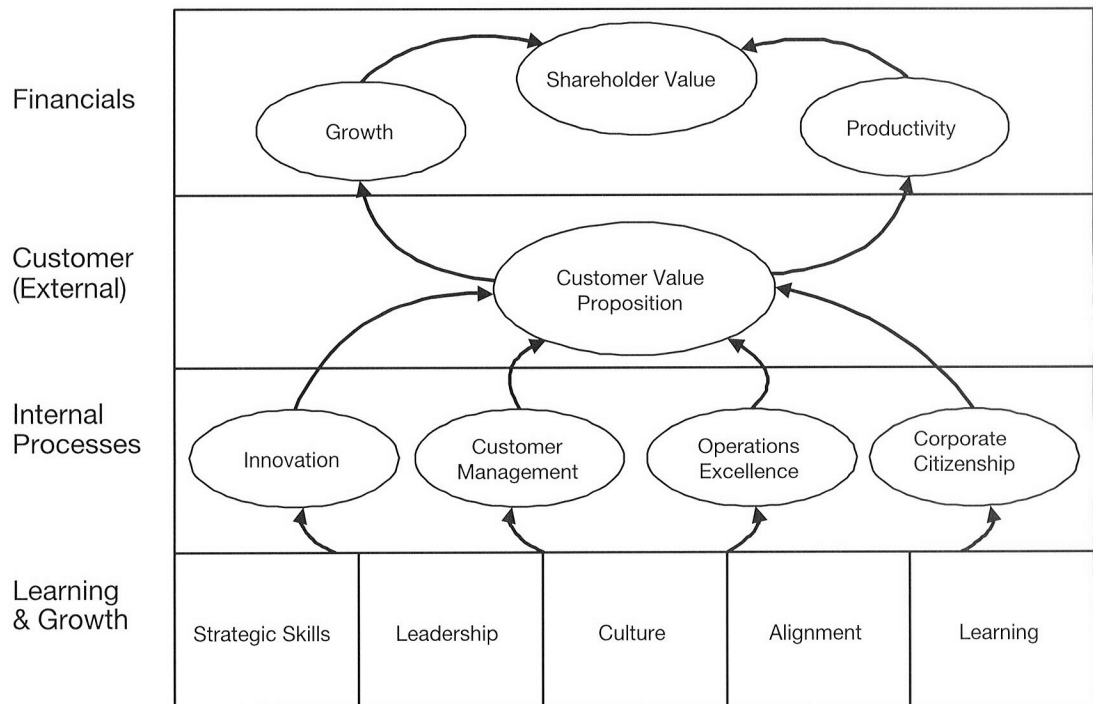 Financials
Shareholder Value
Growth
Productivity
Customer
(External)
Customer Value
Proposition
Internal
Processes
Innovation
Customer
Management
Operations
Excellence
Corporate
Citizenship
Learning
& Growth
Strategic Skills
Leadership
Culture
Alignment
Learning